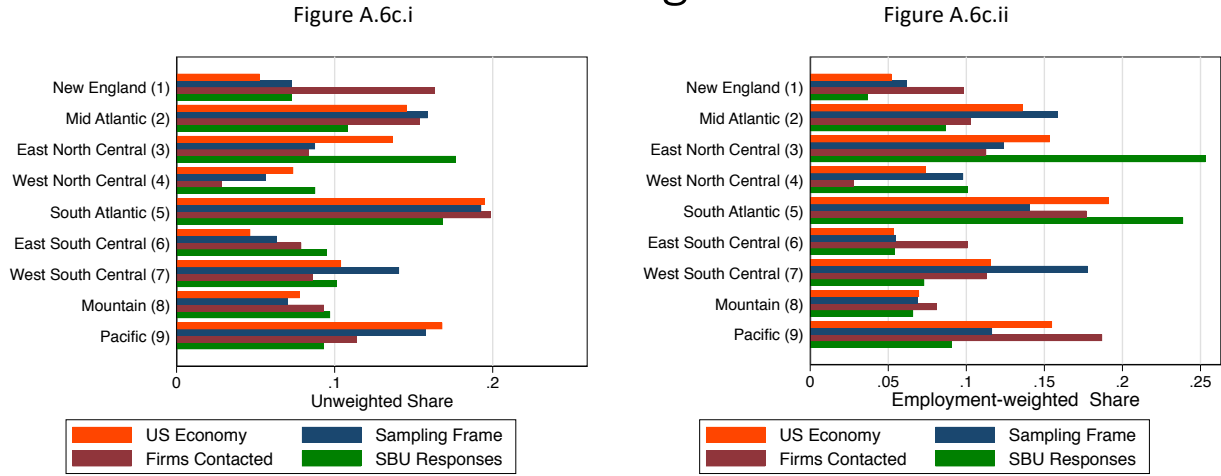 Figure A.6c.i
New England (1)
Mid Atlantic (2)
East North Central (3)
West North Central (4)
South Atlantic (5)
East South Central (6)
West South Central (7)
Mountain (8)
Pacific (9)
0 .1 .2
Unweighted Share
US Economy Sampling Frame
Firms Contacted SBU Responses
Figure A.6c.ii
New England (1)
Mid Atlantic (2)
East North Central (3)
West North Central (4)
South Atlantic (5)
East South Central (6)
West South Central (7)
Mountain (8)
Pacific (9)
0 .05 .1 .15 .2 .25
Employment-weighted Share
US Economy Sampling Frame
Firms Contacted SBU Responses